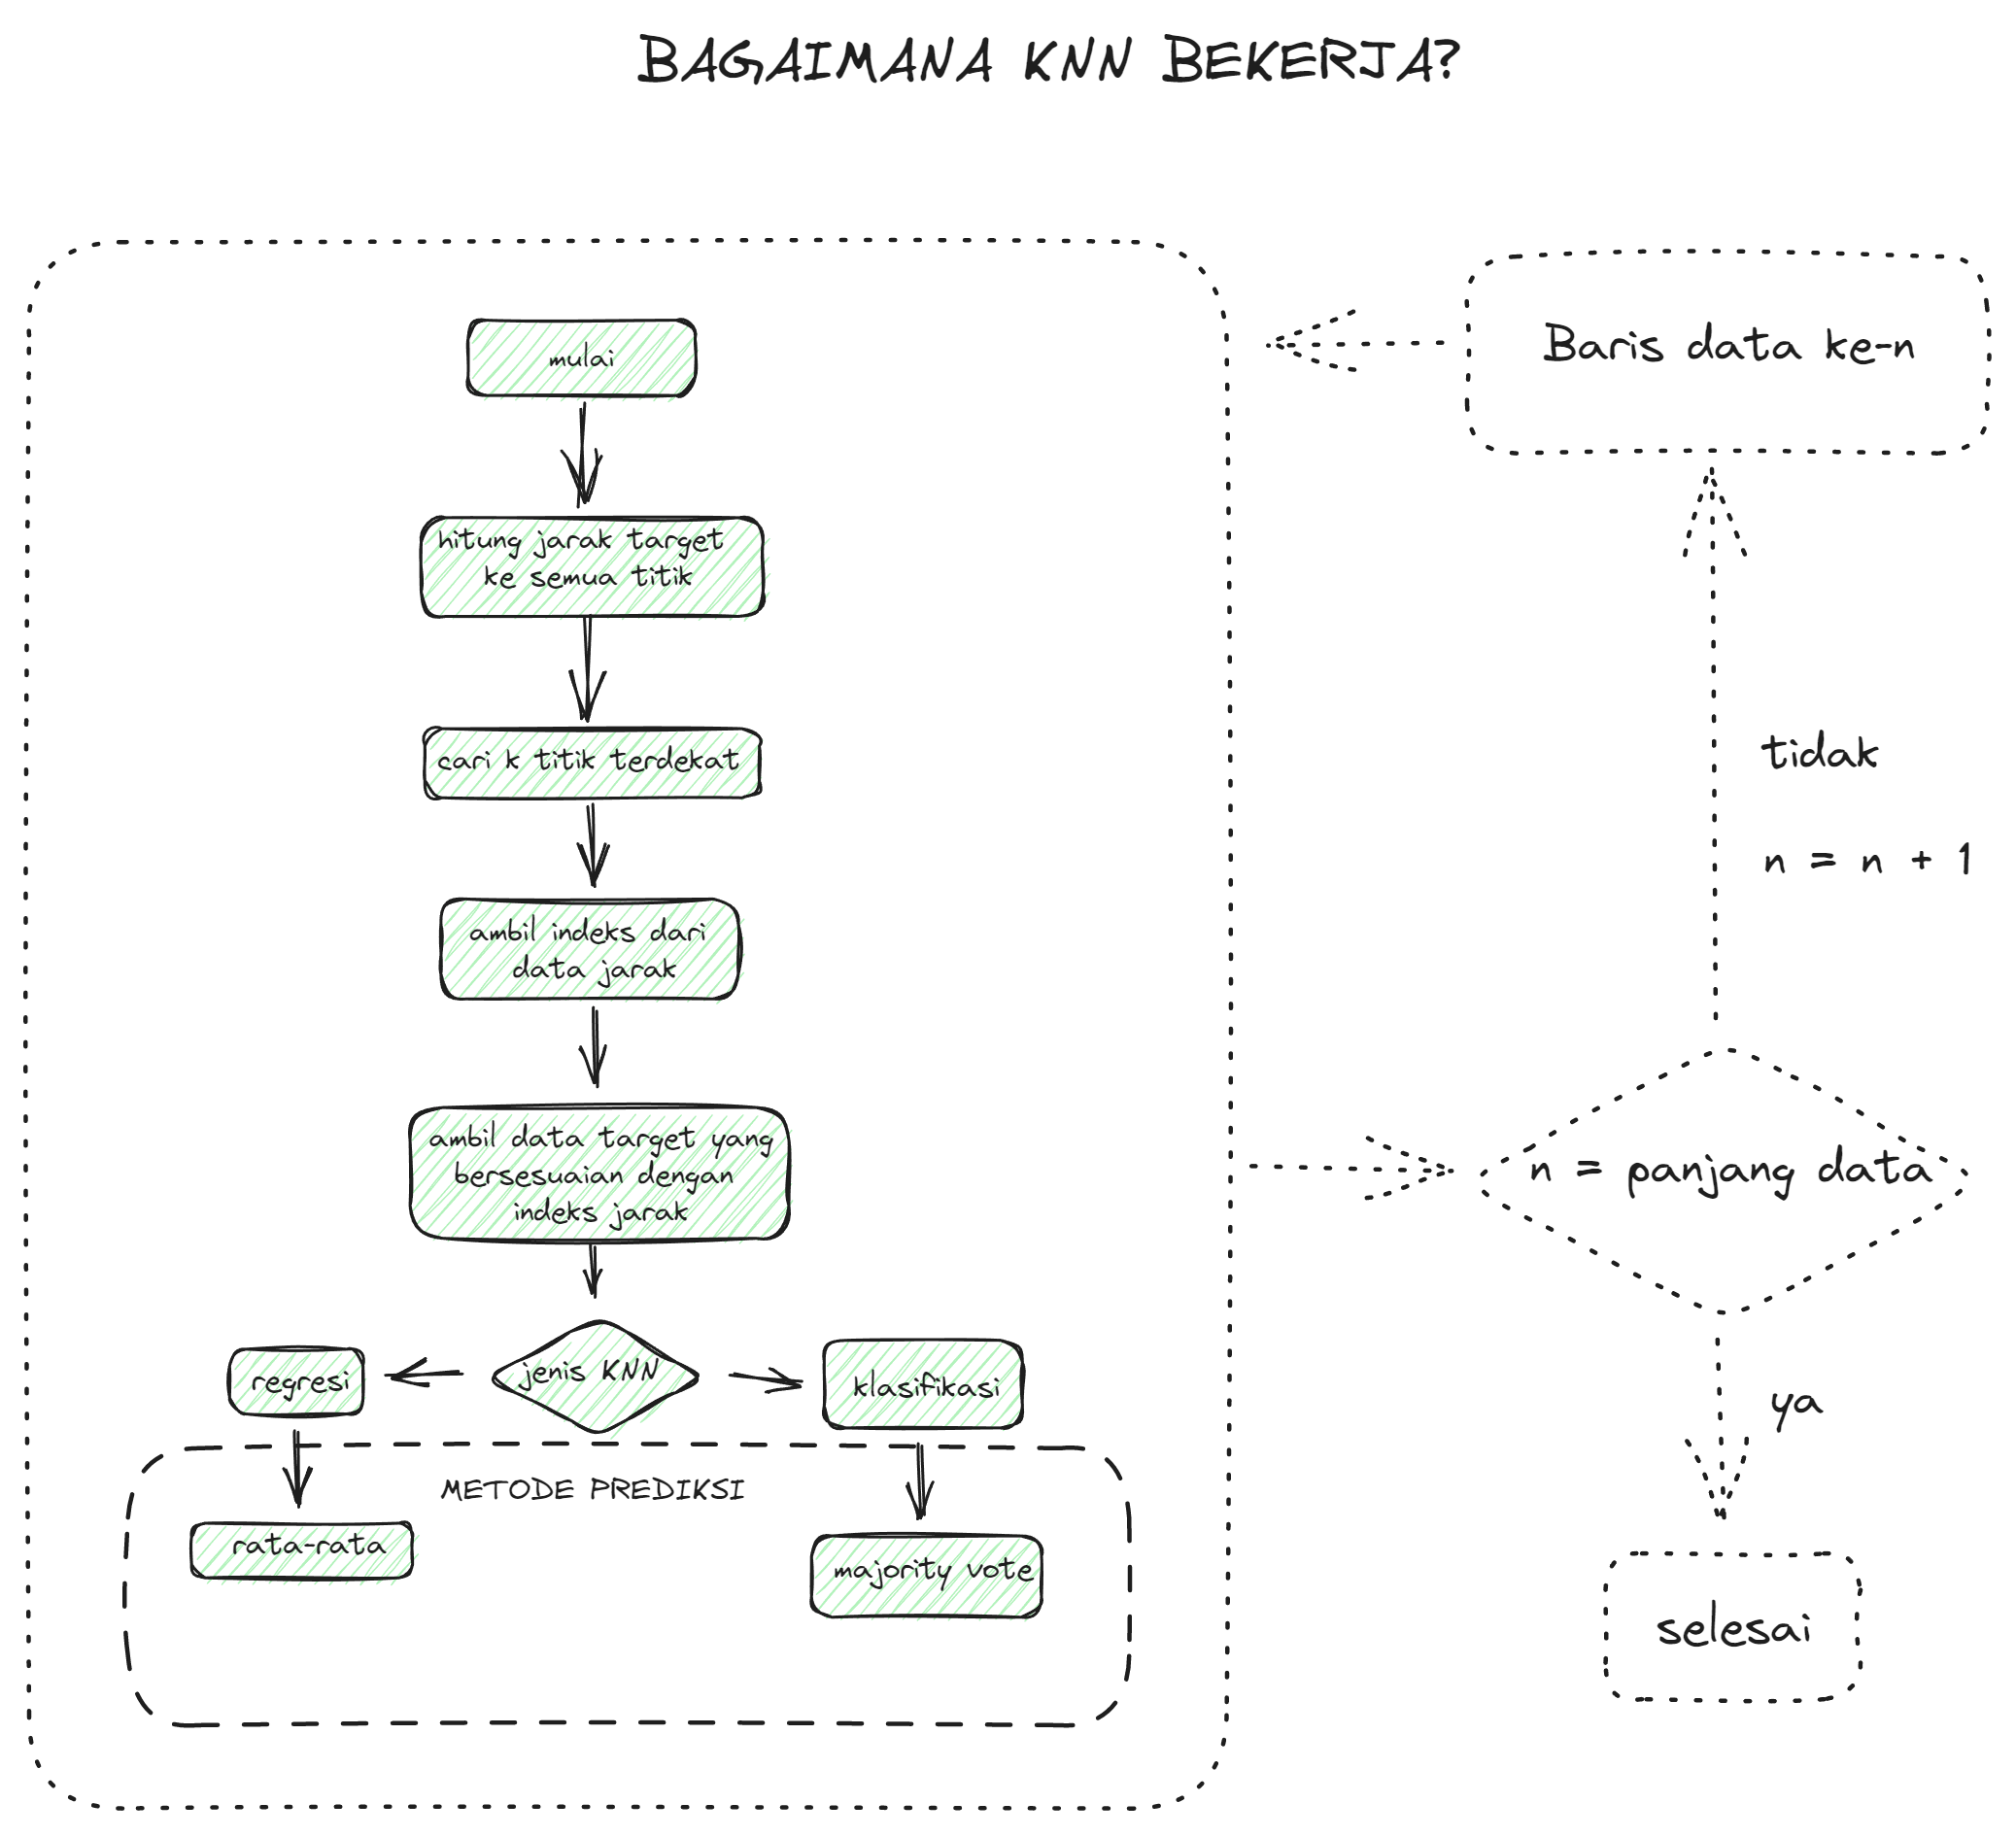 BAGAIMANA KNN BEKERJA?
mulai
hitung jarak target
ke semua titik
cari k titik terdekat
ambil indeks dari
data jarak
ambil data target yang
bersesuaian dengan
indeks jarak
jenis KNN
regresi
klasifikasi
METODE PREDIKSI
rata-rata
majority vote
Baris data ke-n
tidak
n = n + 1
n = panjang data
ya
selesai